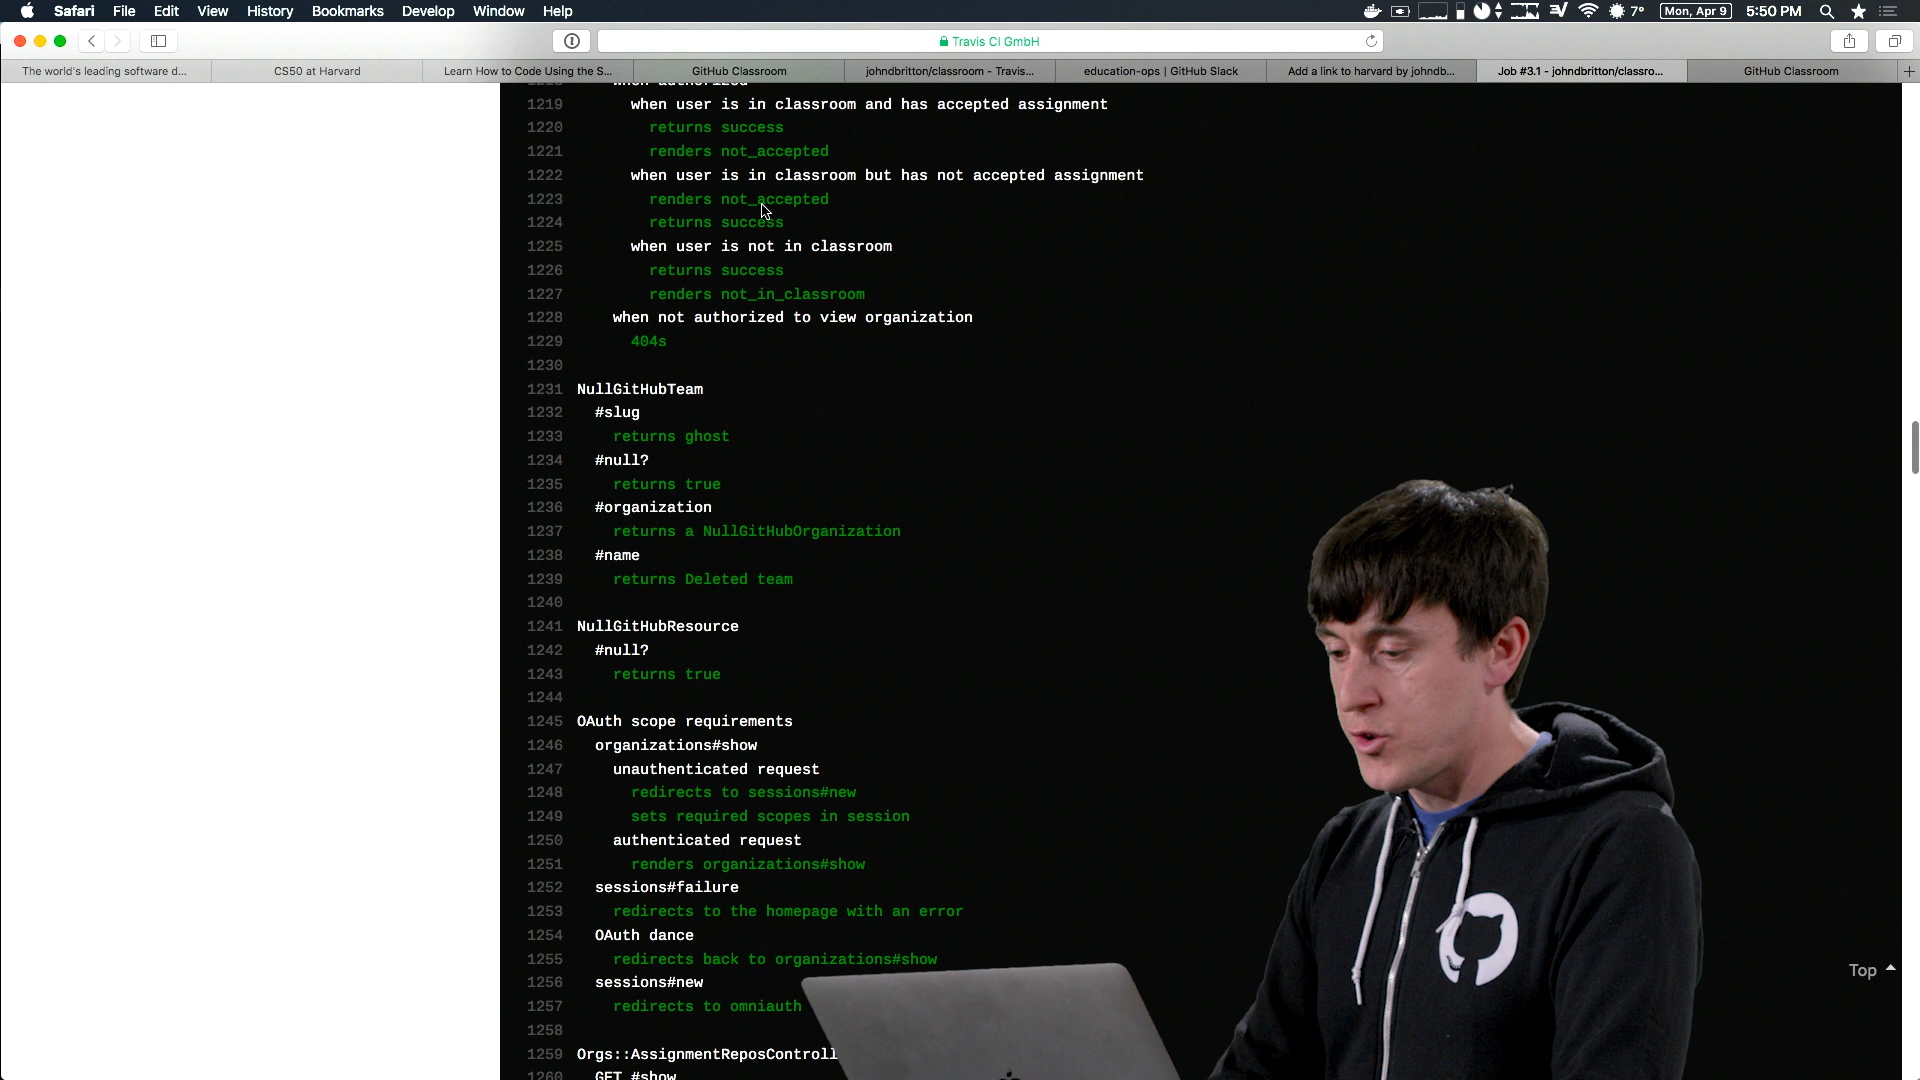 Safari File Edit View History Bookmarks Develop Window Help 7° Mon, Apr 9 5:50 PM
Travis CI GmbH
The world's leading software d... CS50 at Harvard Learn How to Code Using the S... GitHub Classroom johndbritton/classroom - Travis... education-ops | GitHub Slack Add a link to harvard by johndb... Job #3.1 - johndbritton/classro... GitHub Classroom
1219 when user is in classroom and has accepted assignment
1220 returns success
1221 renders not_accepted
1222 when user is in classroom but has not accepted assignment
1223 renders not_accepted
1224 returns success
1225 when user is not in classroom
1226 returns success
1227 renders not_in_classroom
1228 when not authorized to view organization
1229 404s
1230
1231 NullGitHubTeam
1232 #slug
1233 returns ghost
1234 #null?
1235 returns true
1236 #organization
1237 returns a NullGitHubOrganization
1238 #name
1239 returns Deleted team
1240
1241 NullGitHubResource
1242 #null?
1243 returns true
1244
1245 OAuth scope requirements
1246 organizations#show
1247 unauthenticated request
1248 redirects to sessions#new
1249 sets required scopes in session
1250 authenticated request
1251 renders organizations#show
1252 sessions#failure
1253 redirects to the homepage with an error
1254 OAuth dance
1255 redirects back to organizations#show
1256 sessions#new
1257 redirects to omniauth
1258
1259 Orgs::AssignmentReposControll
1260 GET #show
Top